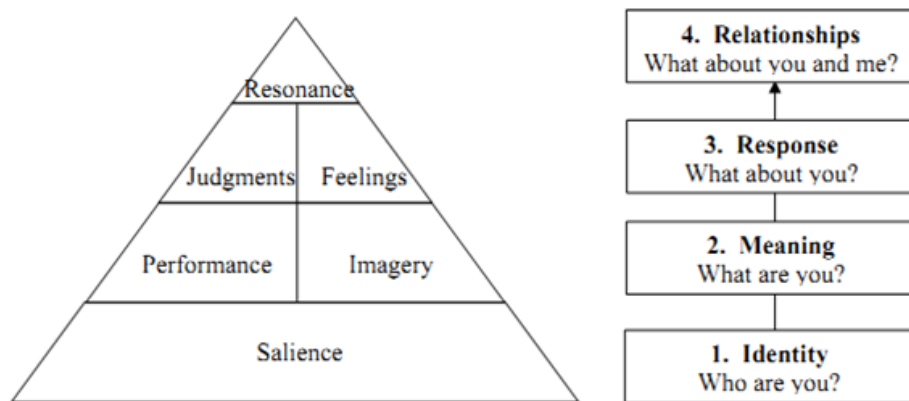 Resonance
Judgments
Feelings
Performance
Imagery
Salience
4. Relationships
What about you and me?
3. Response
What about you?
2. Meaning
What are you?
1. Identity
Who are you?